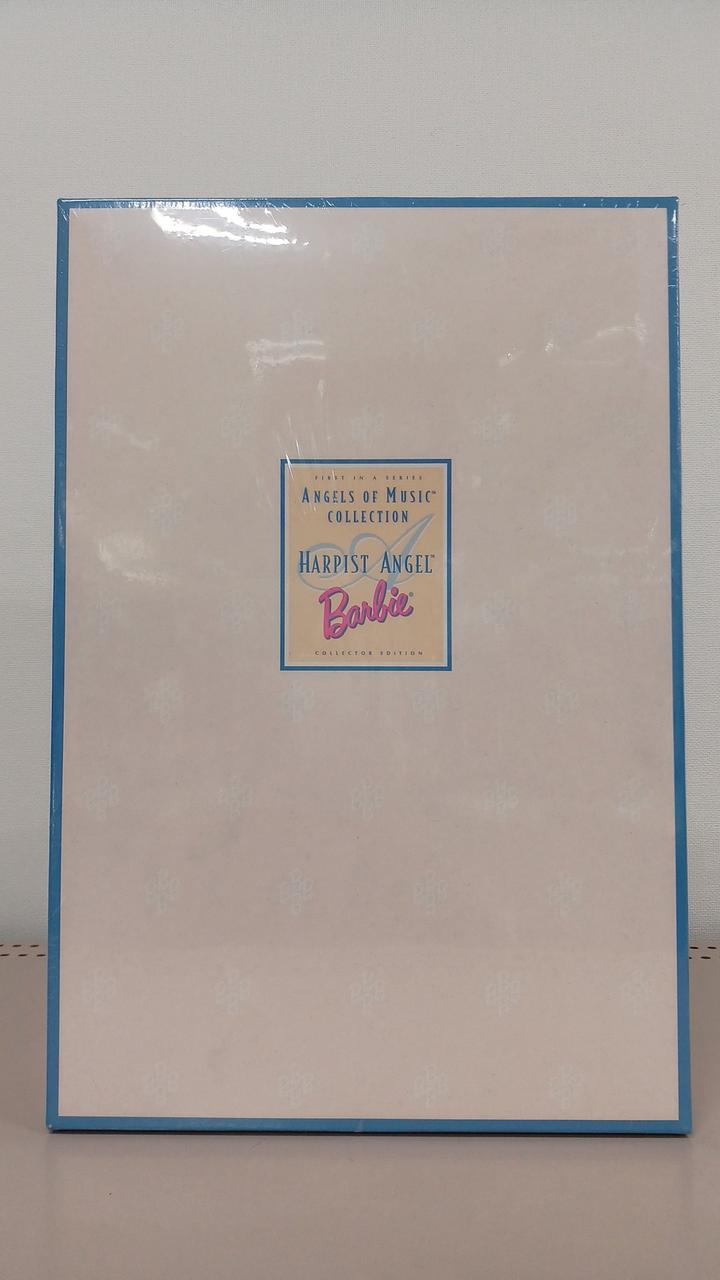 FIRST IN A SERIES
ANGELS OF MUSIC™
COLLECTION
A
HARPIST ANGEL™
Barbie®
COLLECTOR EDITION